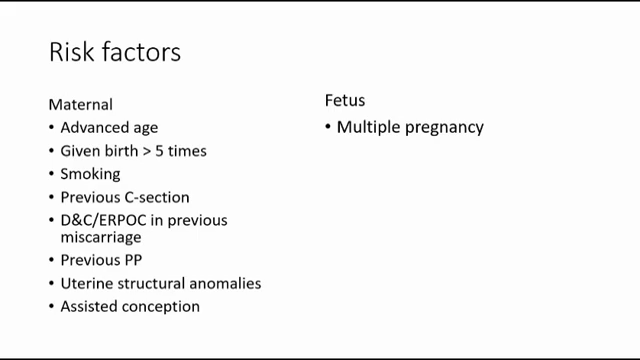 Risk factors
Maternal
• Advanced age
• Given birth > 5 times
• Smoking
• Previous C-section
• D&C/ERPOC in previous
miscarriage
• Previous PP
• Uterine structural anomalies
• Assisted conception
Fetus
• Multiple pregnancy